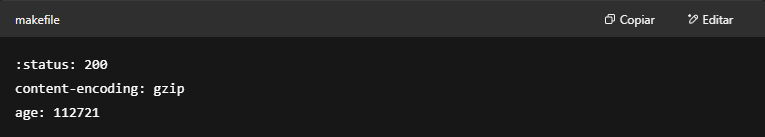 makefile
Copiar
Editar
:status: 200
content-encoding: gzip
age: 112721